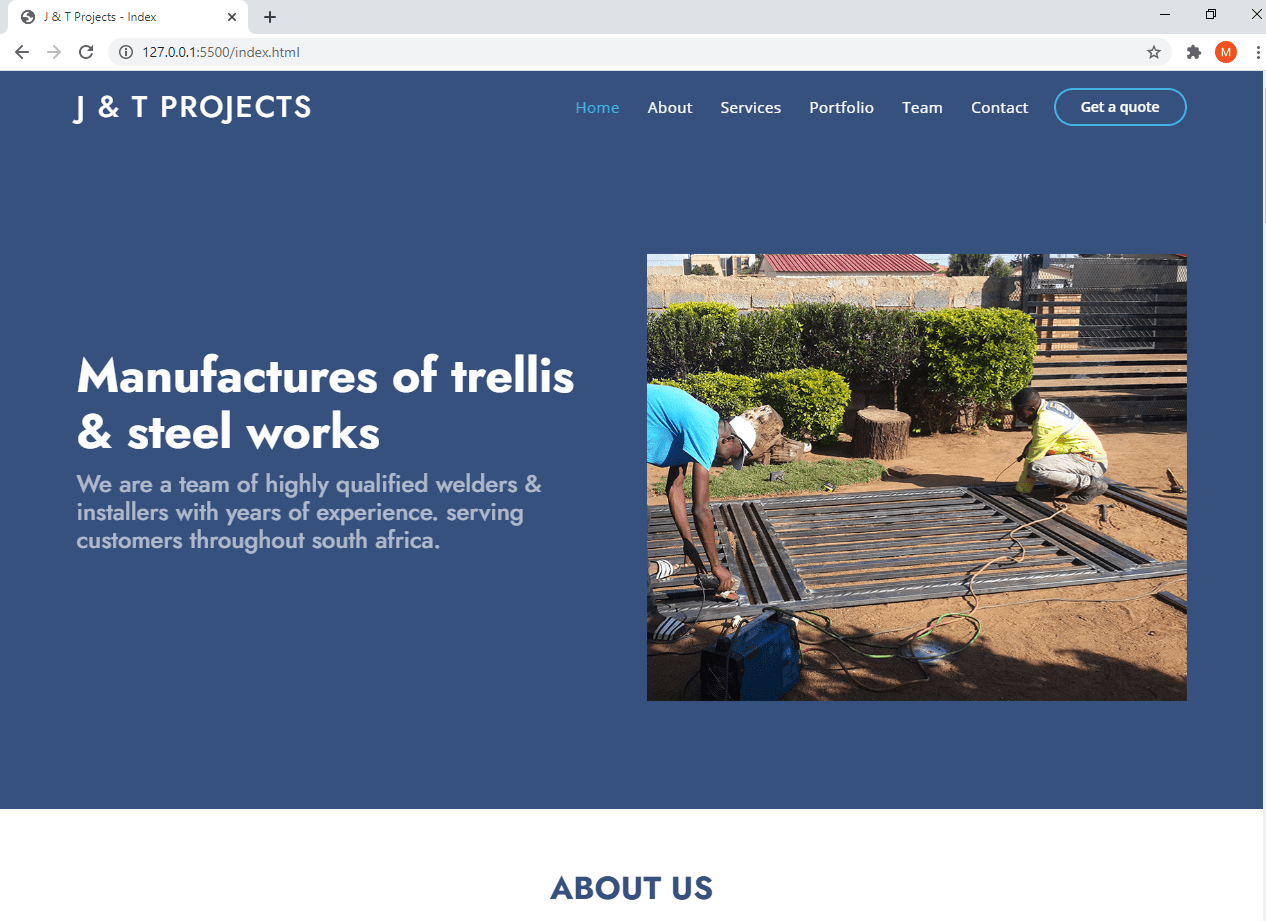 J & T Projects - Index
127.0.0.1:5500/index.html
M
J & T PROJECTS
Home About Services Portfolio Team Contact Get a quote
Manufactures of trellis
& steel works
We are a team of highly qualified welders &
installers with years of experience. serving
customers throughout south africa.
ABOUT US